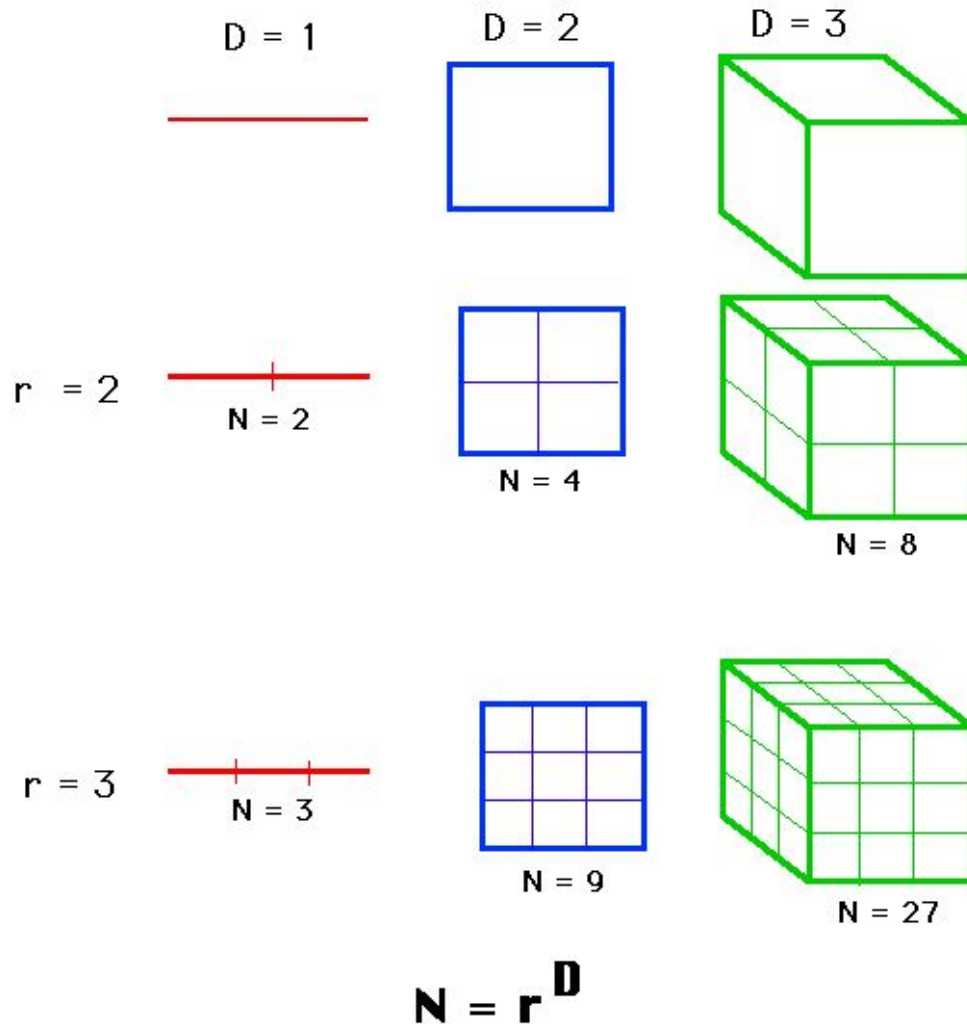 D = 1 D = 2 D = 3
r = 2
N = 2
N = 4
N = 8
r = 3
N = 3
N = 9
N = 27
N = r^D